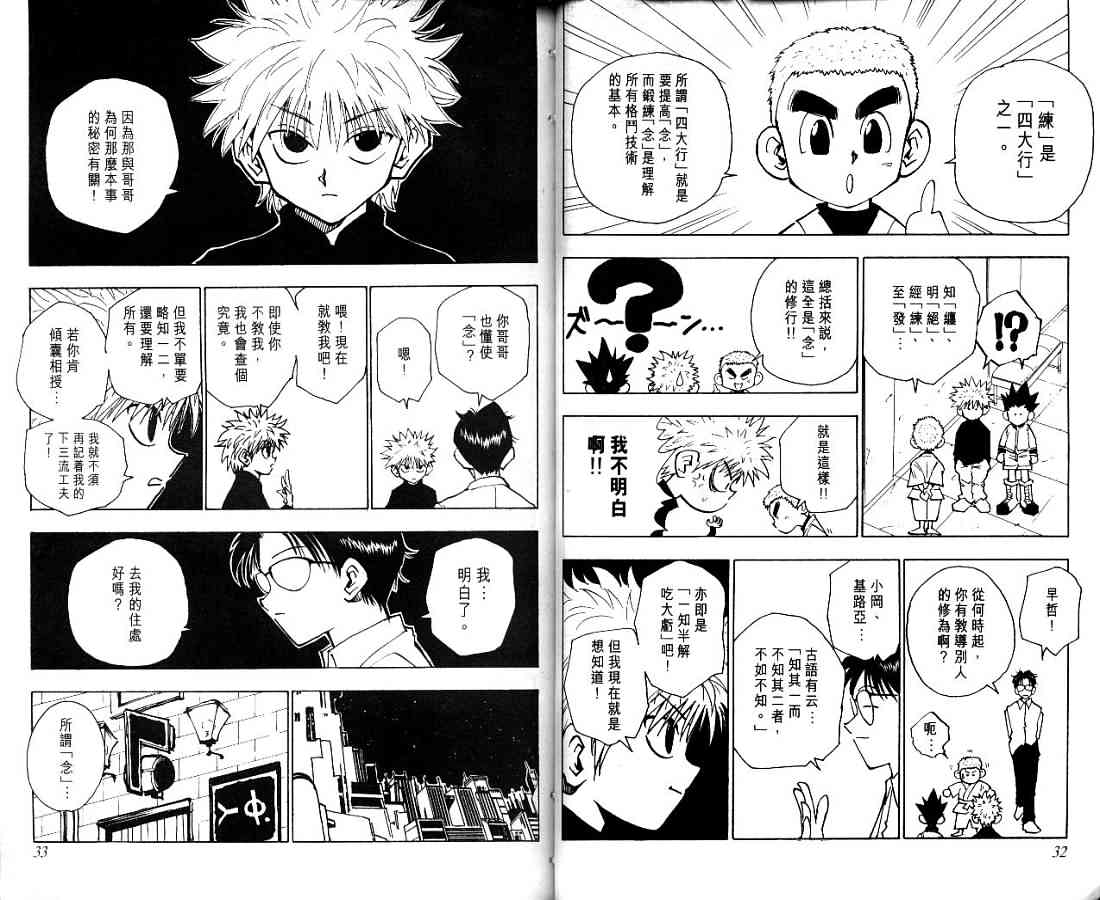 「練」是
「四大行」
之一。
所謂「四大行」就是
要提高「念」，
而鍛練「念」是理解
所有格鬥技術
的基本。
!?
知「纏」、
明「絕」、
經「練」、
至「發」…
總括來說，
這全是「念」
的修行!!
?
ズ～～ン…
就是這樣!!
我不明白
啊!!
早哲！
從何時起，
你有教導別人
的修為啊？
呃…
小岡、
基路亞…
古語有云…
「知其一而
不知其二者，
不如不知。」
亦即是
「一知半解
吃大虧」吧！
但我現在就是
想知道！
32
因為那與哥哥
為何那麼本事
的秘密有關！
你哥哥
也懂使
「念」？
嗯！
喂！現在
就教我吧！
即使你
不教我，
我也會查個
究竟。
但我不單要
略知一二，
還要理解
所有。
若你肯
傾囊相授…
我就不須
再記着我的
下三流工夫
了！
我…
明白了。
去我的住處
好嗎？
所謂「念」…
33